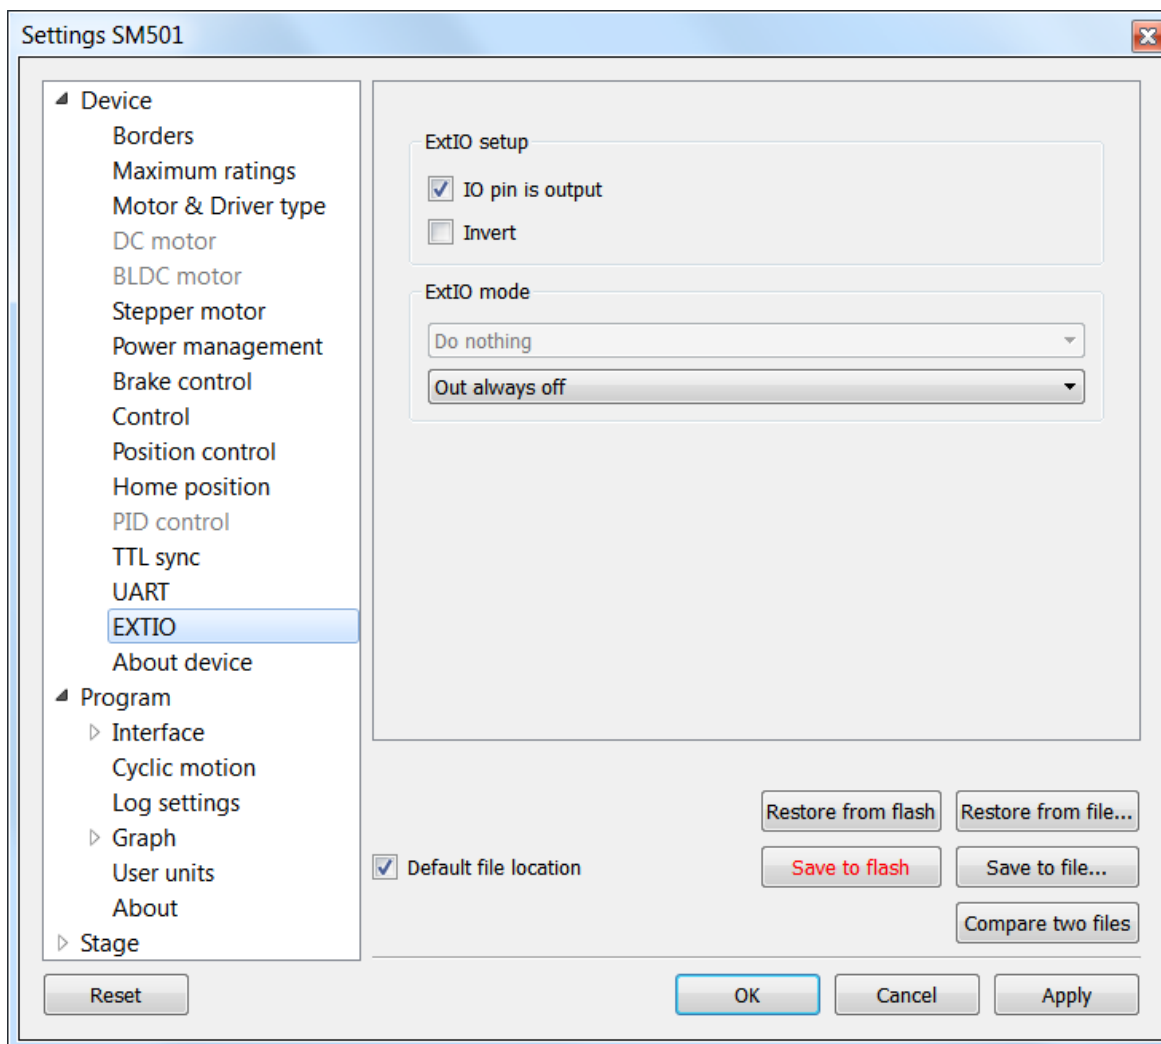 Settings SM501
Device
Borders
Maximum ratings
Motor & Driver type
DC motor
BLDC motor
Stepper motor
Power management
Brake control
Control
Position control
Home position
PID control
TTL sync
UART
EXTIO
About device
Program
Interface
Cyclic motion
Log settings
Graph
User units
About
Stage
ExtIO setup
IO pin is output
Invert
ExtIO mode
Do nothing
Out always off
Restore from flash
Restore from file...
Default file location
Save to flash
Save to file...
Compare two files
Reset
OK
Cancel
Apply